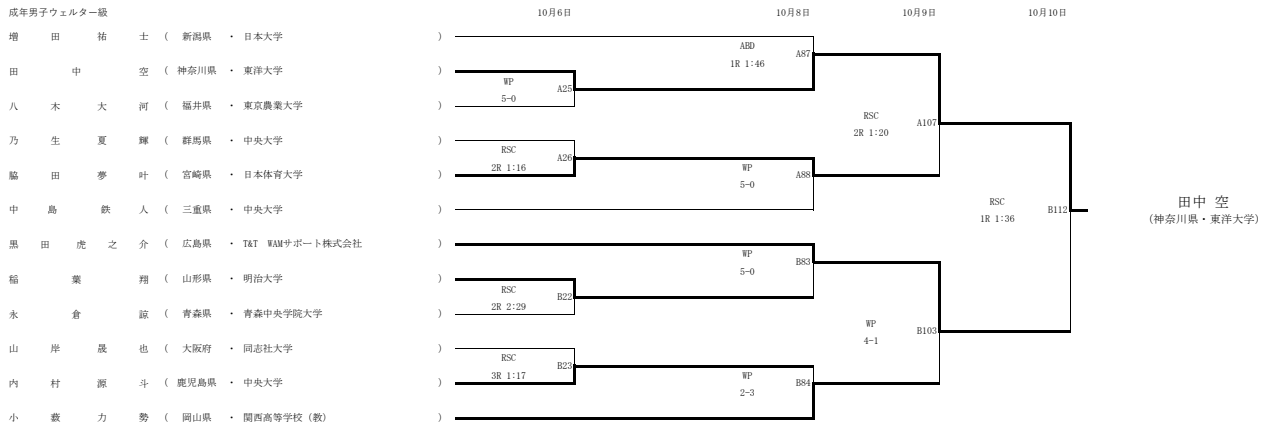 成年男子ウェルター級 10月6日 10月8日 10月9日 10月10日
増田祐士 ( 新潟県 ・ 日本大学 )
ABD
A87
1R 1:46
田中空 ( 神奈川県 ・ 東洋大学 )
WP
A25
5-0
八木大河 ( 福井県 ・ 東京農業大学 )
RSC
A107
2R 1:20
乃生夏輝 ( 群馬県 ・ 中央大学 )
RSC
A26
2R 1:16
WP
A88
5-0
脇田夢叶 ( 宮崎県 ・ 日本体育大学 )
中島鉄人 ( 三重県 ・ 中央大学 )
RSC
B112
1R 1:36
田中 空
(神奈川県・東洋大学)
黒田虎之介 ( 広島県 ・ T&T WAMサポート株式会社 )
WP
B83
5-0
稲葉翔 ( 山形県 ・ 明治大学 )
RSC
B22
2R 2:29
永倉諒 ( 青森県 ・ 青森中央学院大学 )
WP
B103
4-1
山岸晟也 ( 大阪府 ・ 同志社大学 )
RSC
B23
3R 1:17
WP
B84
2-3
内村源斗 ( 鹿児島県 ・ 中央大学 )
小薮力勢 ( 岡山県 ・ 関西高等学校(教) )